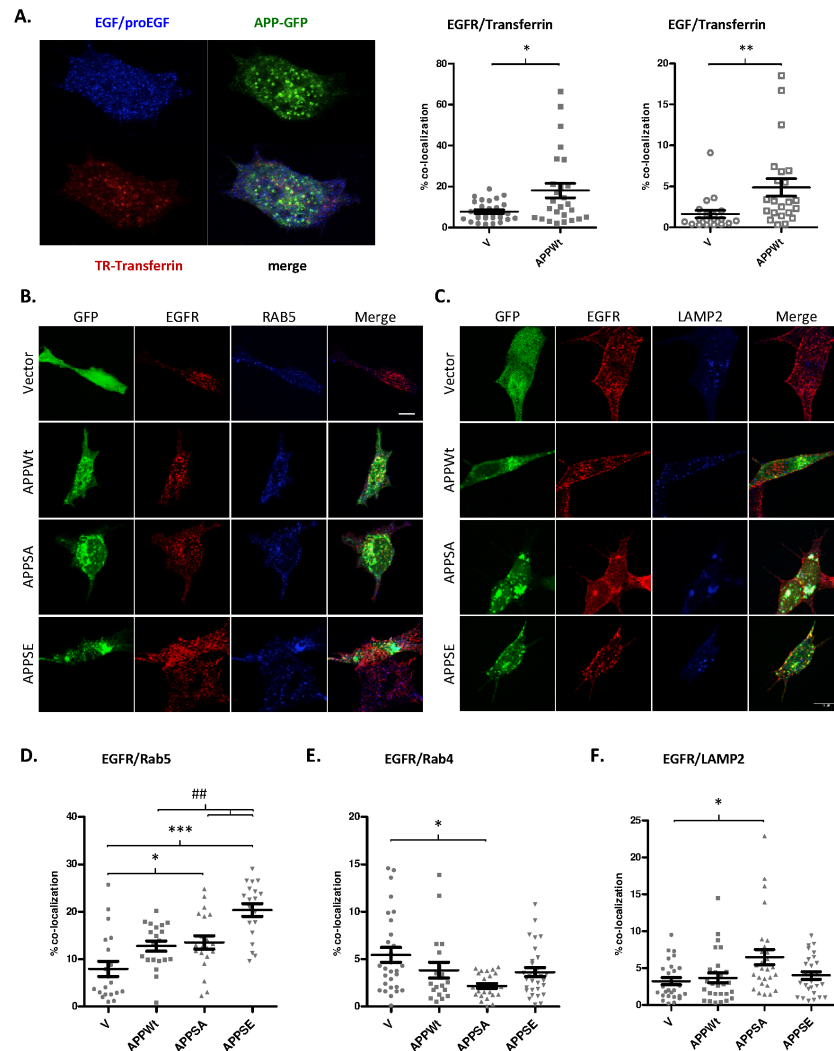 A.
EGF/proEGF
APP-GFP
TR-Transferrin
merge
EGFR/Transferrin
*
% co-localization
80
60
40
20
0
V
APPWt
EGF/Transferrin
**
% co-localization
20
15
10
5
0
V
APPWt
B.
GFP
EGFR
RAB5
Merge
Vector
APPWt
APPSA
APPSE
C.
GFP
EGFR
LAMP2
Merge
Vector
APPWt
APPSA
APPSE
D.
EGFR/Rab5
##
***
*
% co-localization
40
30
20
10
0
V
APPWt
APPSA
APPSE
E.
EGFR/Rab4
*
% co-localization
20
15
10
5
0
V
APPWt
APPSA
APPSE
F.
EGFR/LAMP2
*
% co-localization
25
20
15
10
5
0
V
APPWt
APPSA
APPSE